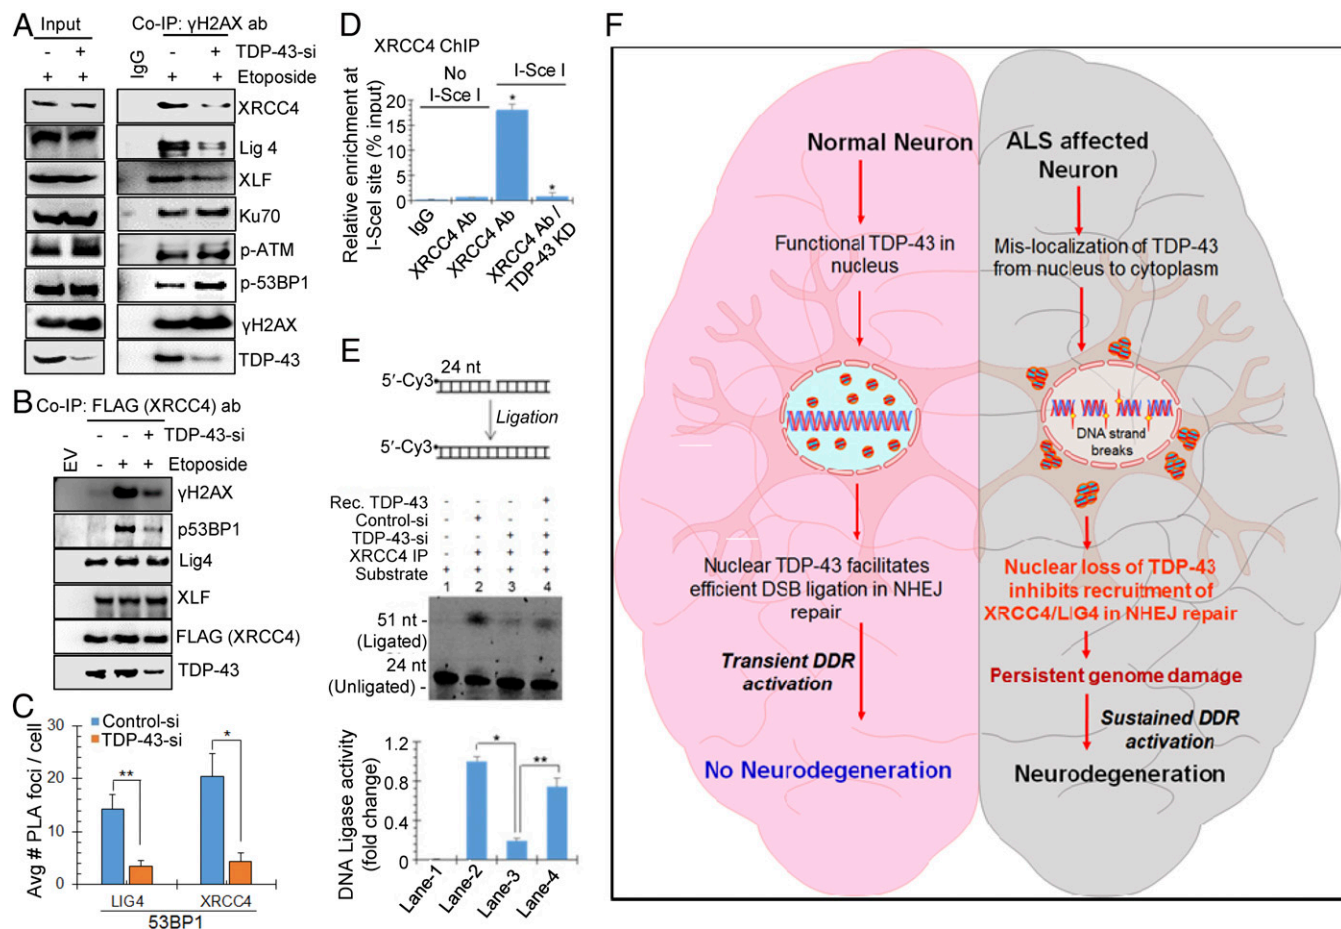 A
Input
Co-IP: γH2AX ab
- +
IgG
- +
TDP-43-si
+ +
+ +
Etoposide
XRCC4
Lig 4
XLF
Ku70
p-ATM
p-53BP1
γH2AX
TDP-43
B
Co-IP: FLAG (XRCC4) ab
EV
- - +
TDP-43-si
- + +
Etoposide
γH2AX
p53BP1
Lig4
XLF
FLAG (XRCC4)
TDP-43
C
Avg # PLA foci / cell
30
20
10
0
Control-si
TDP-43-si
**
*
LIG4
XRCC4
53BP1
D
XRCC4 ChIP
No
I-Sce I
I-Sce I
Relative enrichment at
I-SceI site (% input)
20
15
10
5
0
*
*
IgG
XRCC4 Ab
XRCC4 Ab
XRCC4 Ab /
TDP-43 KD
E
24 nt
5′-Cy3*
Ligation
5′-Cy3*
Rec. TDP-43 - - - +
Control-si - + - -
TDP-43-si - - + +
XRCC4 IP - + + +
Substrate + + + +
1 2 3 4
51 nt -
(Ligated)
24 nt
(Unligated) -
DNA Ligase activity
(fold change)
1.2
0.8
0.4
0
*
**
Lane-1
Lane-2
Lane-3
Lane-4
F
Normal Neuron
Functional TDP-43 in
nucleus
Nuclear TDP-43 facilitates
efficient DSB ligation in NHEJ
repair
Transient DDR
activation
No Neurodegeneration
ALS affected
Neuron
Mis-localization of TDP-43
from nucleus to cytoplasm
DNA strand
breaks
Nuclear loss of TDP-43
inhibits recruitment of
XRCC4/LIG4 in NHEJ repair
Persistent genome damage
Sustained DDR
activation
Neurodegeneration